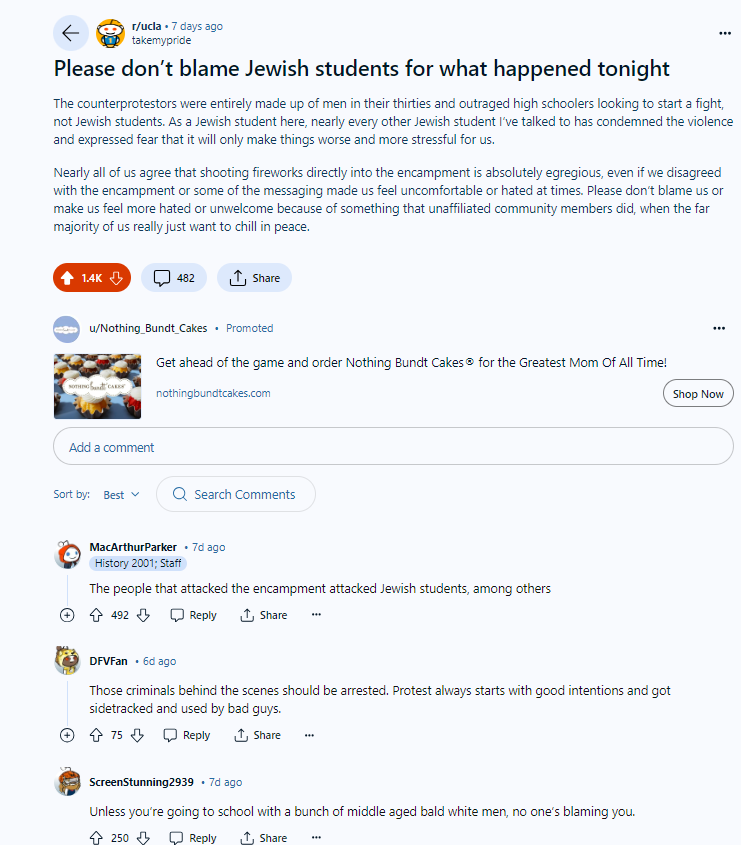 r/ucla • 7 days ago
takemypride
Please don’t blame Jewish students for what happened tonight
The counterprotestors were entirely made up of men in their thirties and outraged high schoolers looking to start a fight,
not Jewish students. As a Jewish student here, nearly every other Jewish student I’ve talked to has condemned the violence
and expressed fear that it will only make things worse and more stressful for us.
Nearly all of us agree that shooting fireworks directly into the encampment is absolutely egregious, even if we disagreed
with the encampment or some of the messaging made us feel uncomfortable or hated at times. Please don’t blame us or
make us feel more hated or unwelcome because of something that unaffiliated community members did, when the far
majority of us really just want to chill in peace.
1.4K 482 Share
u/Nothing_Bundt_Cakes • Promoted
Get ahead of the game and order Nothing Bundt Cakes® for the Greatest Mom Of All Time!
NOTHING bundt CAKES
nothingbundtcakes.com
Shop Now
Add a comment
Sort by: Best Search Comments
MacArthurParker • 7d ago
History 2001; Staff
The people that attacked the encampment attacked Jewish students, among others
492 Reply Share
DFVFan • 6d ago
Those criminals behind the scenes should be arrested. Protest always starts with good intentions and got
sidetracked and used by bad guys.
75 Reply Share
ScreenStunning2939 • 7d ago
Unless you’re going to school with a bunch of middle aged bald white men, no one’s blaming you.
250 Reply Share